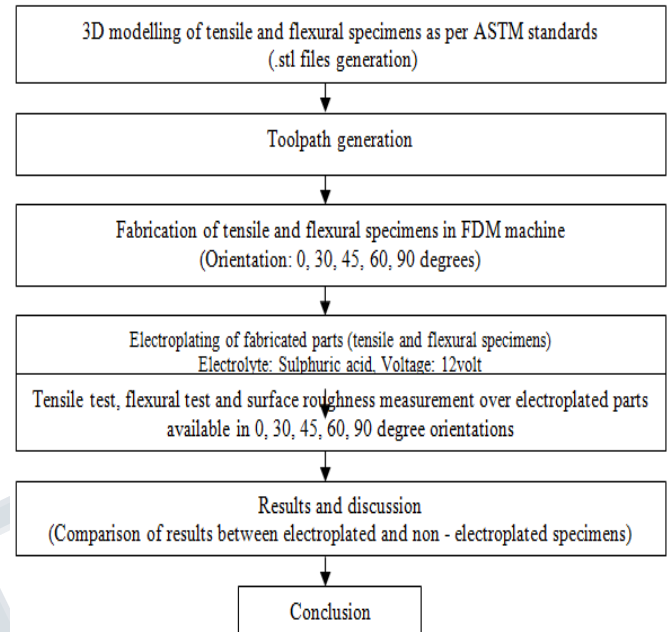 3D modelling of tensile and flexural specimens as per ASTM standards
(.stl files generation)
Toolpath generation
Fabrication of tensile and flexural specimens in FDM machine
(Orientation: 0, 30, 45, 60, 90 degrees)
Electroplating of fabricated parts (tensile and flexural specimens)
Electrolyte: Sulphuric acid, Voltage: 12volt
Tensile test, flexural test and surface roughness measurement over electroplated parts
available in 0, 30, 45, 60, 90 degree orientations
Results and discussion
(Comparison of results between electroplated and non - electroplated specimens)
Conclusion